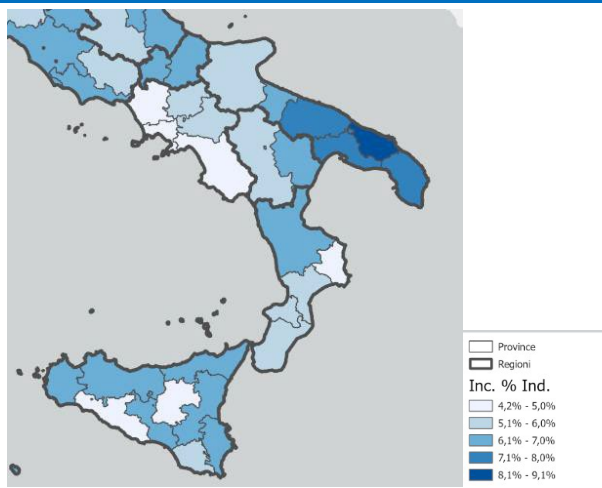 Province
Regioni
Inc. % Ind.
4,2% - 5,0%
5,1% - 6,0%
6,1% - 7,0%
7,1% - 8,0%
8,1% - 9,1%